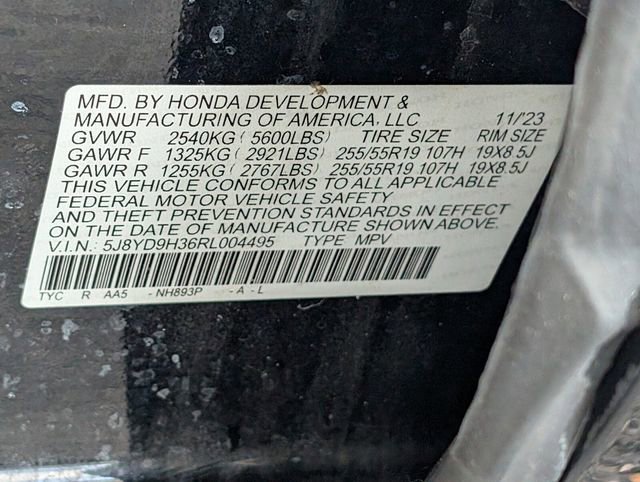 MFD. BY HONDA DEVELOPMENT &
MANUFACTURING OF AMERICA, LLC 11/23
GVWR 2540KG ( 5600LBS) TIRE SIZE RIM SIZE
GAWR F 1325KG ( 2921LBS) 255/55R19 107H 19X8.5J
GAWR R 1255KG ( 2767LBS) 255/55R19 107H 19X8.5J
THIS VEHICLE CONFORMS TO ALL APPLICABLE
FEDERAL MOTOR VEHICLE SAFETY
AND THEFT PREVENTION STANDARDS IN EFFECT
ON THE DATE OF MANUFACTURE SHOWN ABOVE.
V.I.N.: 5J8YD9H36RL004495 TYPE MPV
TYC R AA5 - NH893P - A - L